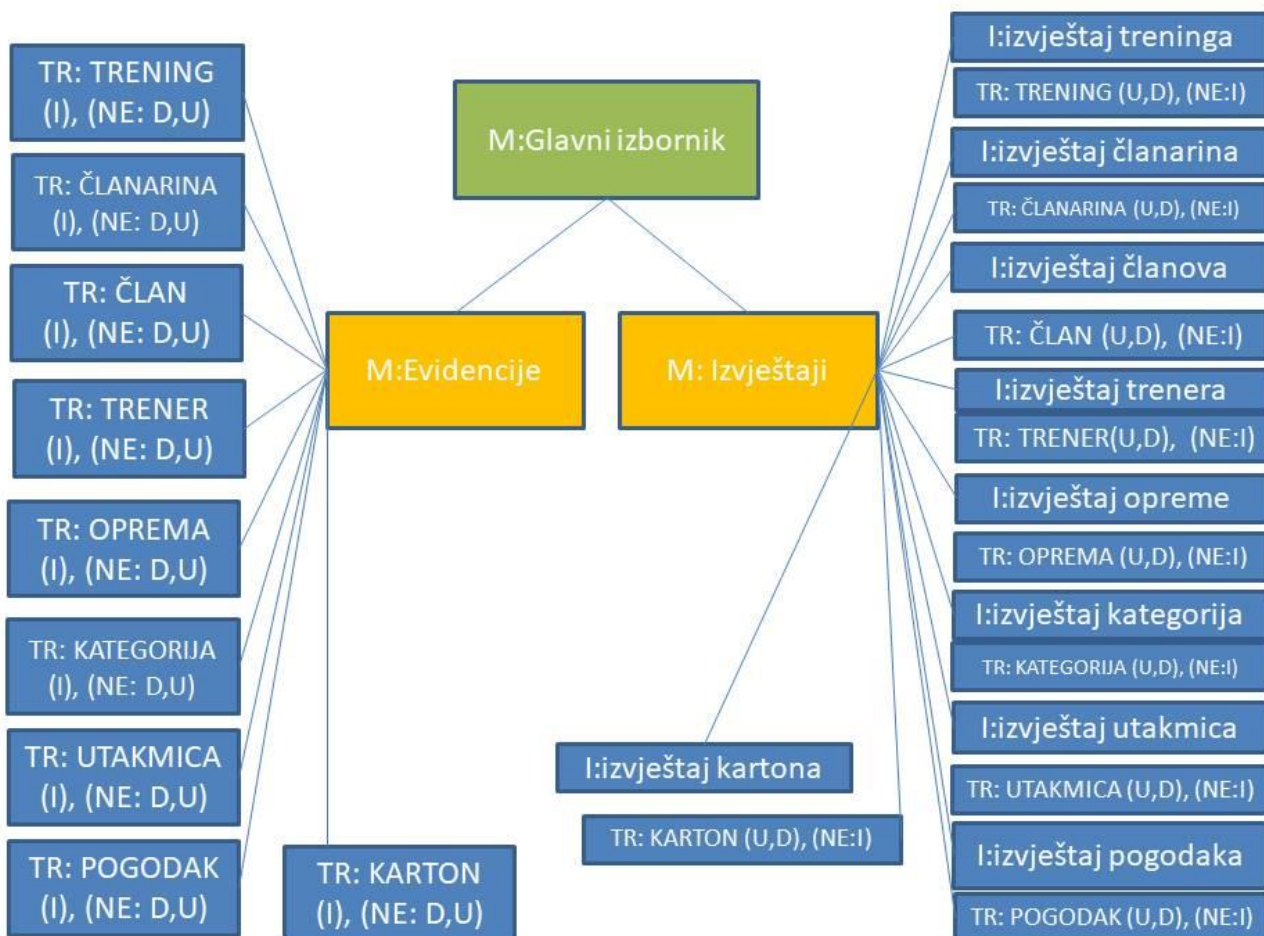 M:Glavni izbornik
M:Evidencije
M: Izvještaji
TR: TRENING
(I), (NE: D,U)
TR: ČLANARINA
(I), (NE: D,U)
TR: ČLAN
(I), (NE: D,U)
TR: TRENER
(I), (NE: D,U)
TR: OPREMA
(I), (NE: D,U)
TR: KATEGORIJA
(I), (NE: D,U)
TR: UTAKMICA
(I), (NE: D,U)
TR: POGODAK
(I), (NE: D,U)
TR: KARTON
(I), (NE: D,U)
I:izvještaj kartona
TR: KARTON (U,D), (NE:I)
I:izvještaj treninga
TR: TRENING (U,D), (NE:I)
I:izvještaj članarina
TR: ČLANARINA (U,D), (NE:I)
I:izvještaj članova
TR: ČLAN (U,D), (NE:I)
I:izvještaj trenera
TR: TRENER(U,D), (NE:I)
I:izvještaj opreme
TR: OPREMA (U,D), (NE:I)
I:izvještaj kategorija
TR: KATEGORIJA (U,D), (NE:I)
I:izvještaj utakmica
TR: UTAKMICA (U,D), (NE:I)
I:izvještaj pogodaka
TR: POGODAK (U,D), (NE:I)